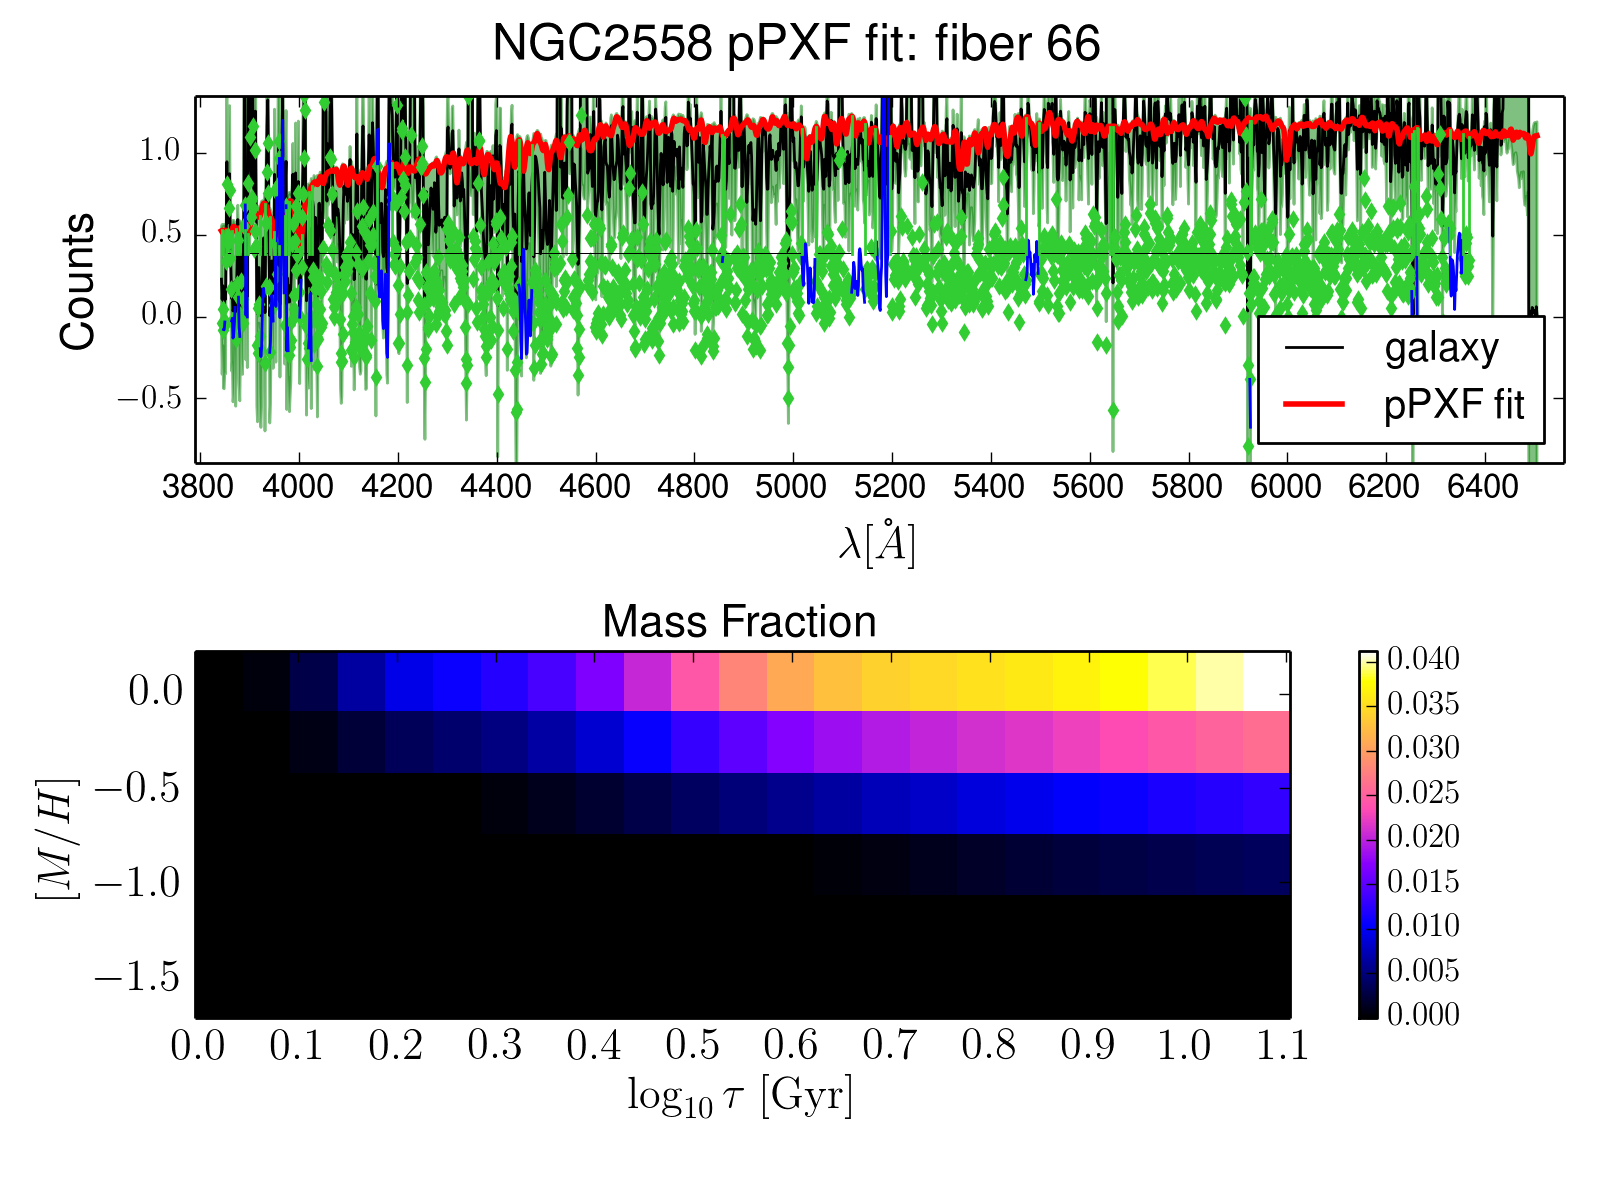 NGC2558 pPXF fit: fiber 66
Counts
1.0
0.5
0.0
−0.5
galaxy
pPXF fit
3800 4000 4200 4400 4600 4800 5000 5200 5400 5600 5800 6000 6200 6400
λ[Å]
Mass Fraction
[M/H]
0.0
−0.5
−1.0
−1.5
0.0 0.1 0.2 0.3 0.4 0.5 0.6 0.7 0.8 0.9 1.0 1.1
log₁₀ τ [Gyr]
0.040
0.035
0.030
0.025
0.020
0.015
0.010
0.005
0.000